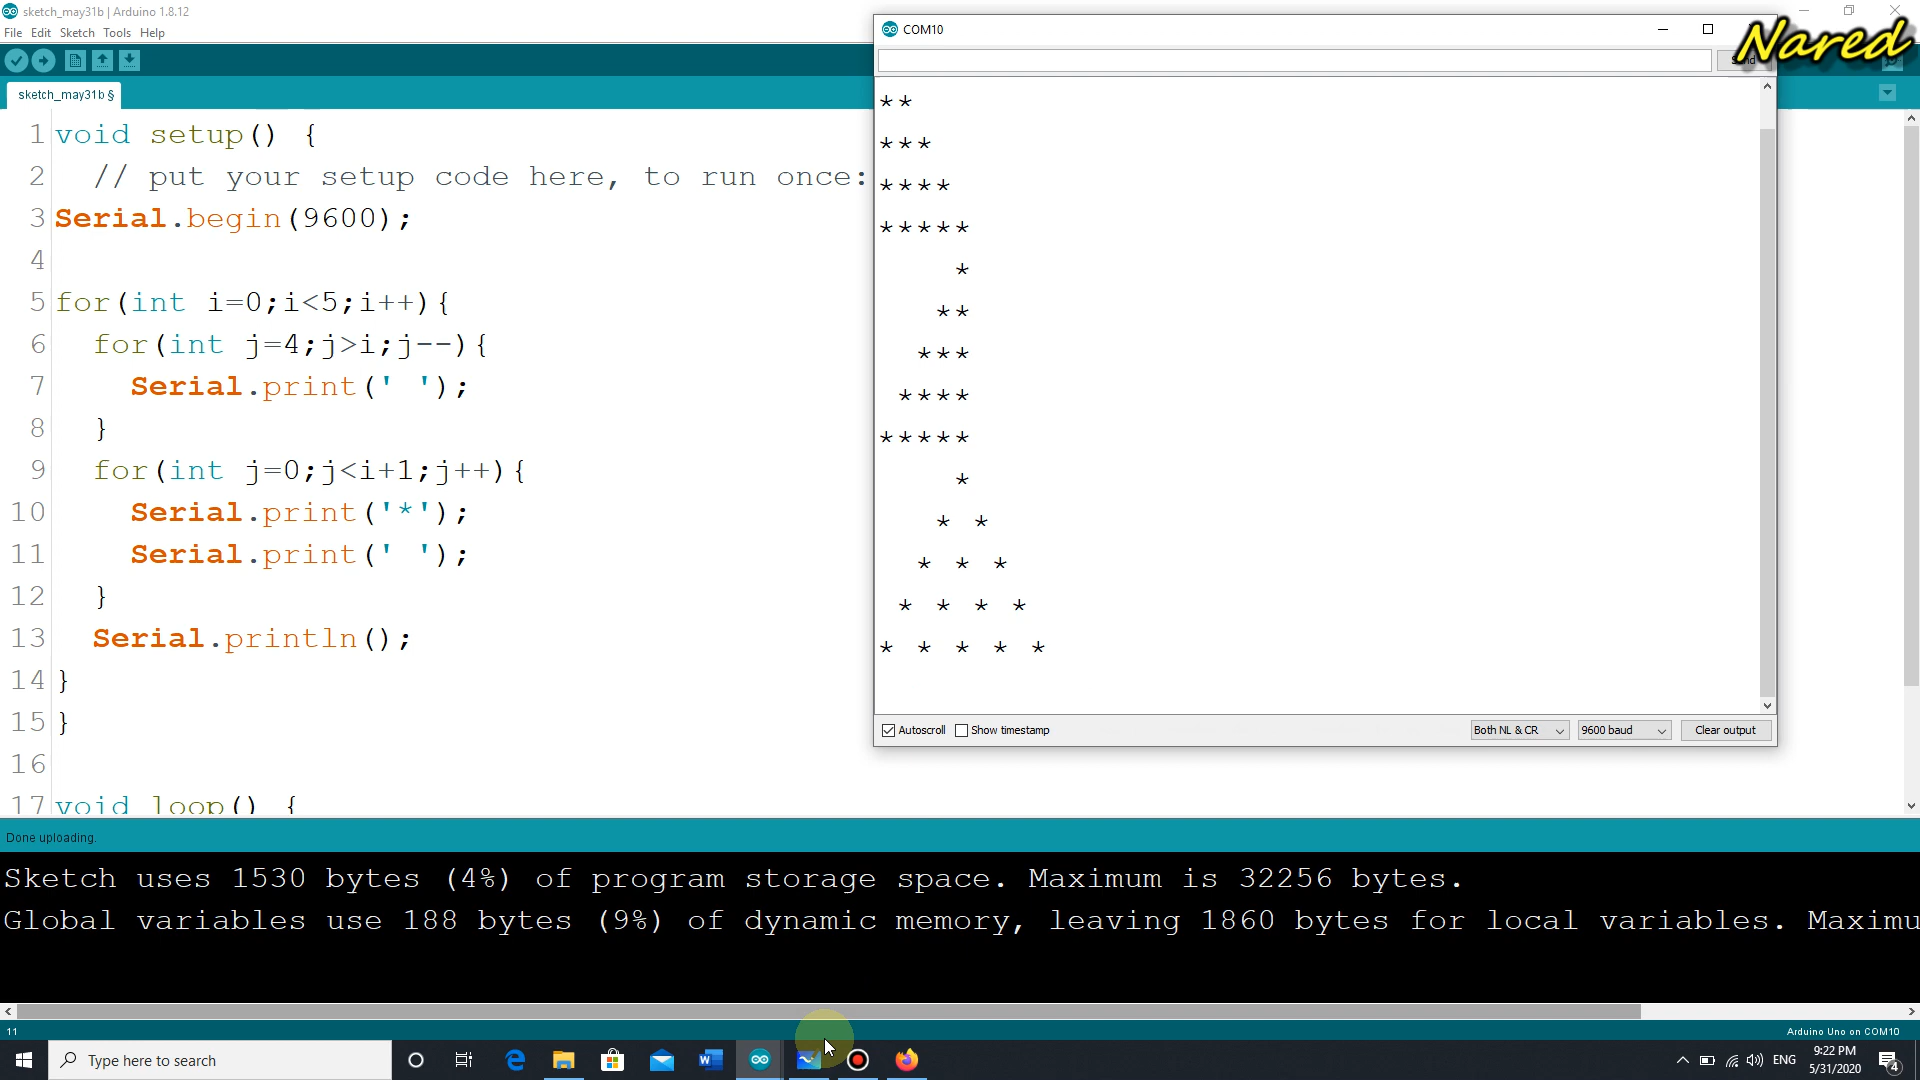 sketch_may31b | Arduino 1.8.12
File Edit Sketch Tools Help
sketch_may31b §
1 void setup() {
2   // put your setup code here, to run once:
3 Serial.begin(9600);
4
5 for(int i=0;i<5;i++){
6   for(int j=4;j>i;j--){
7     Serial.print(' ');
8   }
9   for(int j=0;j<i+1;j++){
10     Serial.print('*');
11     Serial.print(' ');
12   }
13   Serial.println();
14 }
15 }
16
17 void loop() {
COM10
Nared
**
***
****
*****
    *
   **
  ***
 ****
*****
    *
   * *
  * * *
 * * * *
* * * * *
Autoscroll Show timestamp Both NL & CR 9600 baud Clear output
Done uploading.
Sketch uses 1530 bytes (4%) of program storage space. Maximum is 32256 bytes.
Global variables use 188 bytes (9%) of dynamic memory, leaving 1860 bytes for local variables. Maximu
11
Arduino Uno on COM10
Type here to search
ENG
9:22 PM
5/31/2020
4